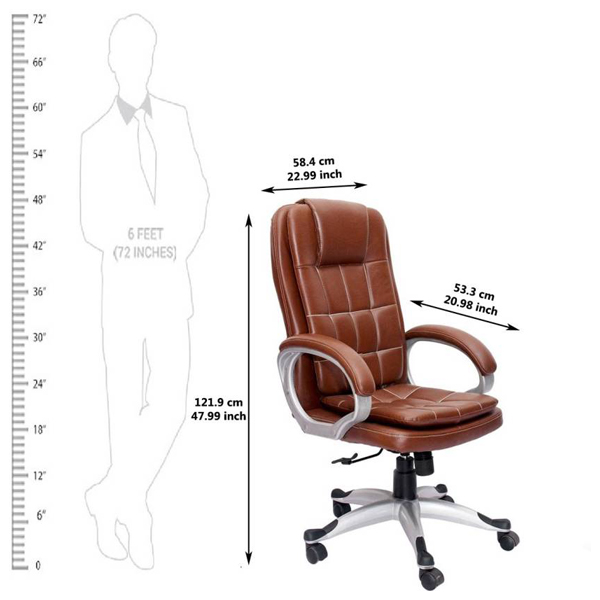 72"
66"
60"
54"
48"
42"
36"
30"
24"
18"
12"
6"
0
6 FEET
(72 INCHES)
58.4 cm
22.99 inch
53.3 cm
20.98 inch
121.9 cm
47.99 inch